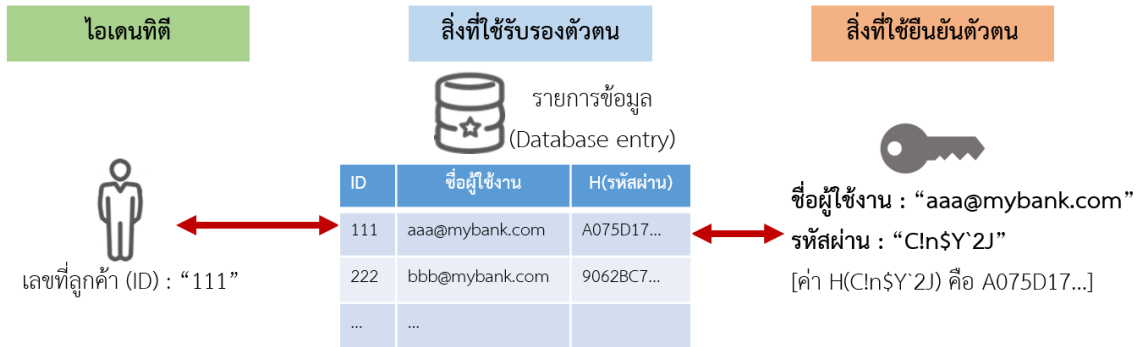 ไอเดนทิตี
สิ่งที่ใช้รับรองตัวตน
สิ่งที่ใช้ยืนยันตัวตน
รายการข้อมูล
(Database entry)
เลขที่ลูกค้า (ID) : “111”
ID ชื่อผู้ใช้งาน H(รหัสผ่าน)
111 aaa@mybank.com A075D17...
222 bbb@mybank.com 9062BC7...
... ...
ชื่อผู้ใช้งาน : “aaa@mybank.com”
รหัสผ่าน : “C!n$Y`2J”
[ค่า H(C!n$Y`2J) คือ A075D17...]